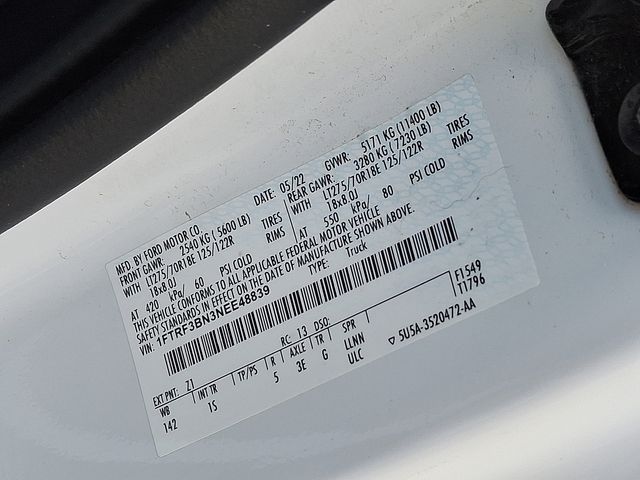 MFD. BY FORD MOTOR CO.
DATE: 05/22 GVWR: 5171 KG (11400 LB)
FRONT GAWR: 2540 KG (5600 LB) REAR GAWR: 3280 KG (7230 LB)
WITH LT275/70R18E 125/122R TIRES WITH LT275/70R18E 125/122R TIRES
18x8.0J RIMS 18x8.0J RIMS
AT 420 kPa/ 60 PSI COLD AT 550 kPa/ 80 PSI COLD
THIS VEHICLE CONFORMS TO ALL APPLICABLE FEDERAL MOTOR VEHICLE
SAFETY STANDARDS IN EFFECT ON THE DATE OF MANUFACTURE SHOWN ABOVE.
VIN: 1FTRF3BN3NEE48839 TYPE: Truck
F1549
T1796
EXT PNT: Z1 RC: 13 DSO:
WB INT TR TP/PS R AXLE TR SPR
142 1S 5 3E G LLNN
ULC
5U5A-3520472-AA